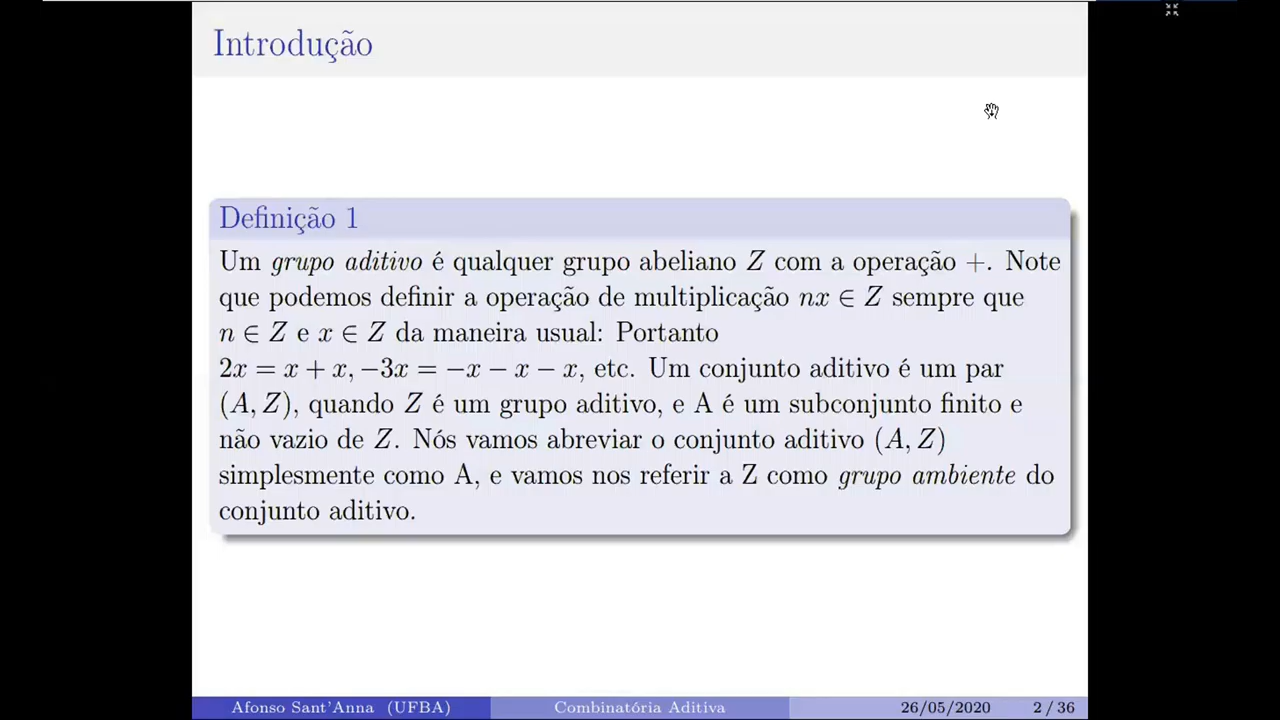 Introdução
Definição 1
Um grupo aditivo é qualquer grupo abeliano Z com a operação +. Note
que podemos definir a operação de multiplicação nx ∈ Z sempre que
n ∈ Z e x ∈ Z da maneira usual: Portanto
2x = x + x, −3x = −x − x − x, etc. Um conjunto aditivo é um par
(A, Z), quando Z é um grupo aditivo, e A é um subconjunto finito e
não vazio de Z. Nós vamos abreviar o conjunto aditivo (A, Z)
simplesmente como A, e vamos nos referir a Z como grupo ambiente do
conjunto aditivo.
Afonso Sant'Anna (UFBA) Combinatória Aditiva 26/05/2020 2 / 36